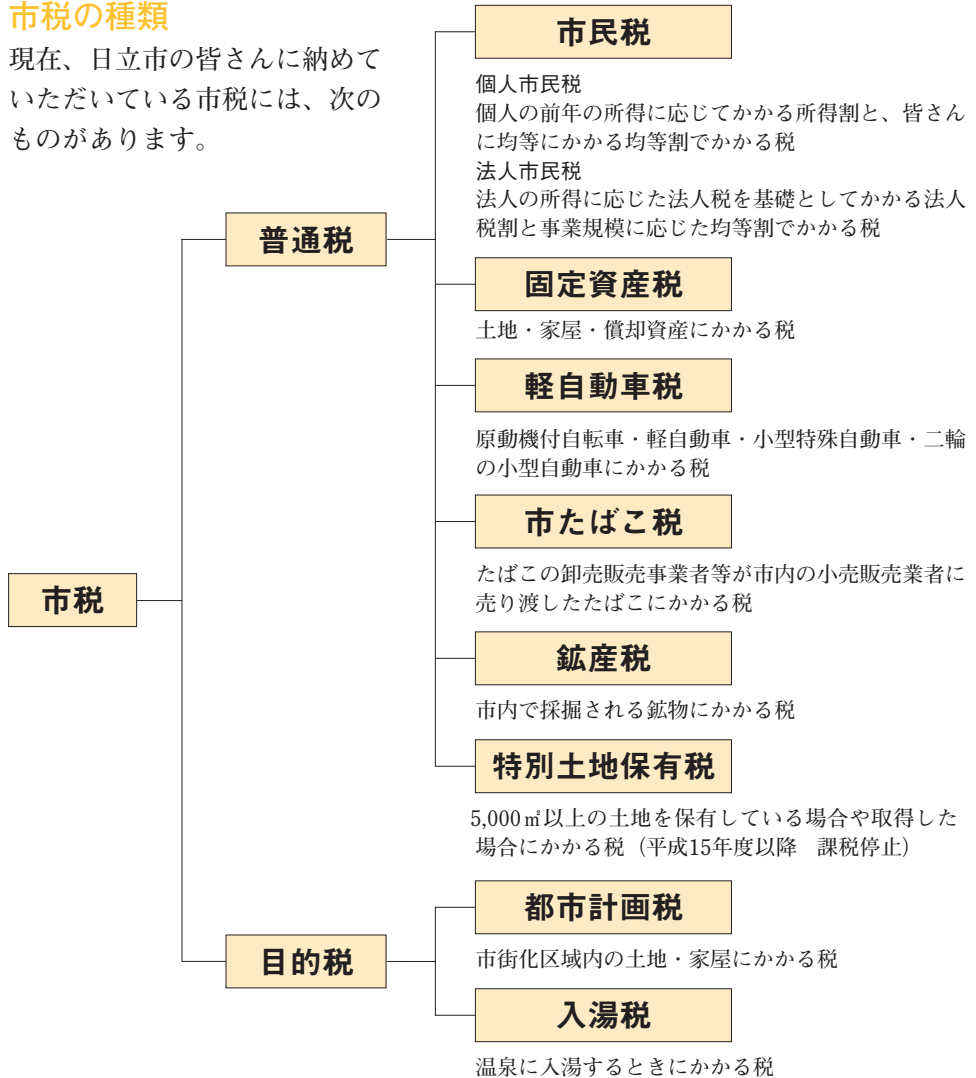 市税の種類
現在、日立市の皆さんに納めて
いただいている市税には、次の
ものがあります。
市税
普通税
市民税
個人市民税
個人の前年の所得に応じてかかる所得割と、皆さん
に均等にかかる均等割でかかる税
法人市民税
法人の所得に応じた法人税を基礎としてかかる法人
税割と事業規模に応じた均等割でかかる税
固定資産税
土地・家屋・償却資産にかかる税
軽自動車税
原動機付自転車・軽自動車・小型特殊自動車・二輪
の小型自動車にかかる税
市たばこ税
たばこの卸売販売事業者等が市内の小売販売業者に
売り渡したたばこにかかる税
鉱産税
市内で採掘される鉱物にかかる税
特別土地保有税
5,000㎡以上の土地を保有している場合や取得した
場合にかかる税（平成15年度以降　課税停止）
目的税
都市計画税
市街化区域内の土地・家屋にかかる税
入湯税
温泉に入湯するときにかかる税